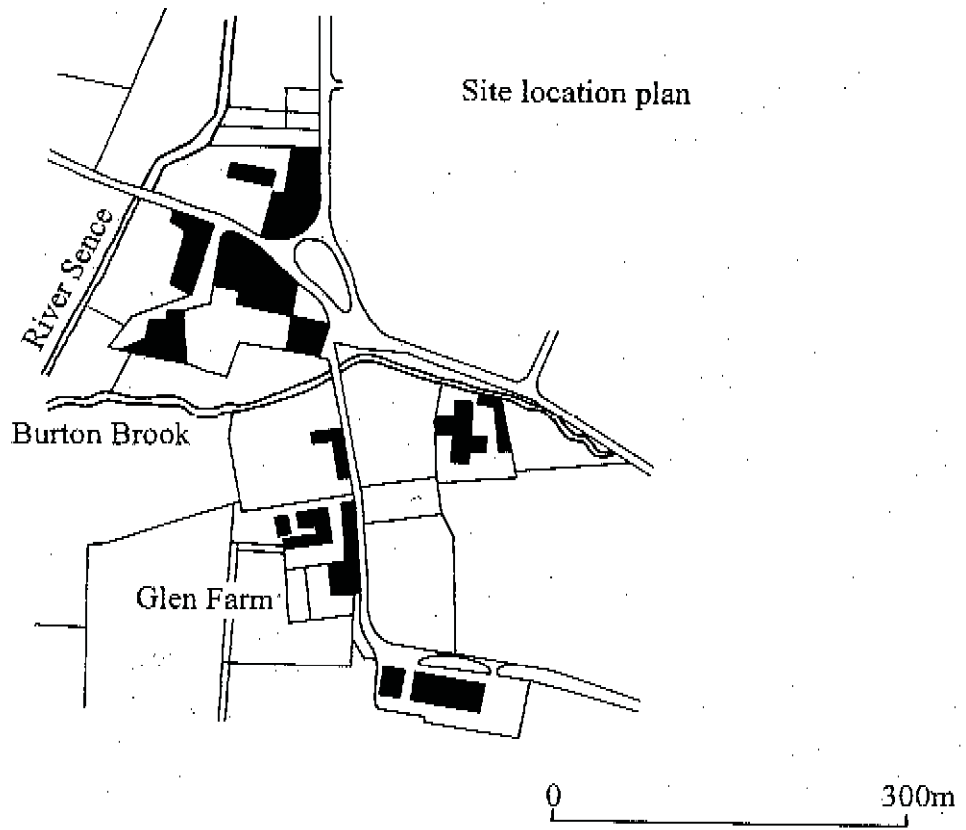 Site location plan
River Sence
Burton Brook
Glen Farm
0 300m